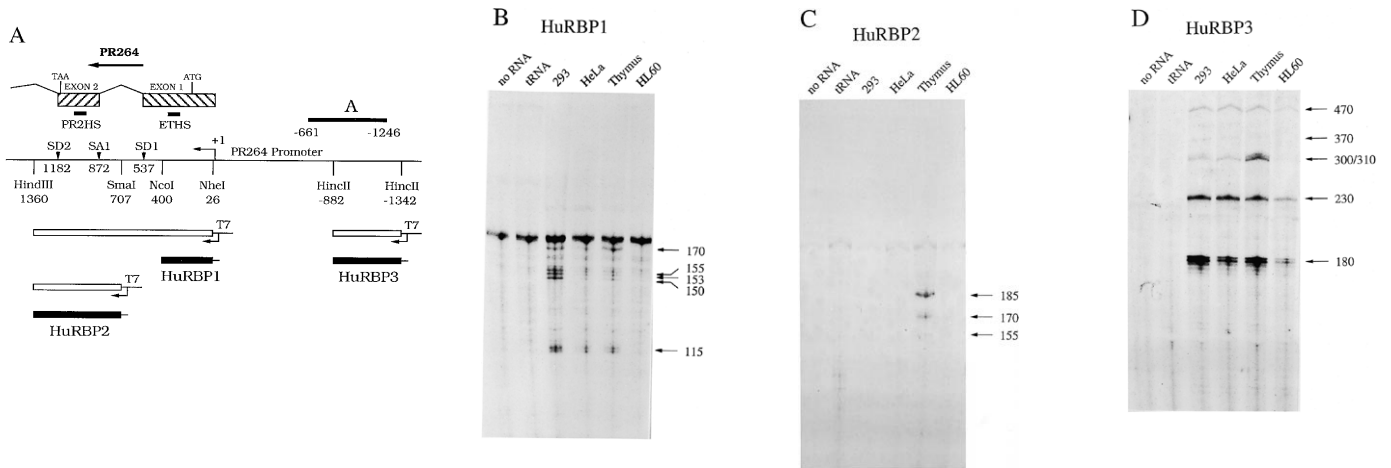 A
PR264
TAA
EXON 2
EXON 1
ATG
PR2HS
ETHS
A
-661
-1246
+1
PR264 Promoter
SD2
SA1
SD1
1182
872
537
HindIII
SmaI
NcoI
NheI
HincII
HincII
1360
707
400
26
-882
-1342
T7
T7
HuRBP1
HuRBP3
T7
HuRBP2
B
HuRBP1
no RNA
tRNA
293
HeLa
Thymus
HL60
170
155
153
150
115
C
HuRBP2
no RNA
tRNA
293
HeLa
Thymus
HL60
185
170
155
D
HuRBP3
no RNA
tRNA
293
HeLa
Thymus
HL60
470
370
300/310
230
180